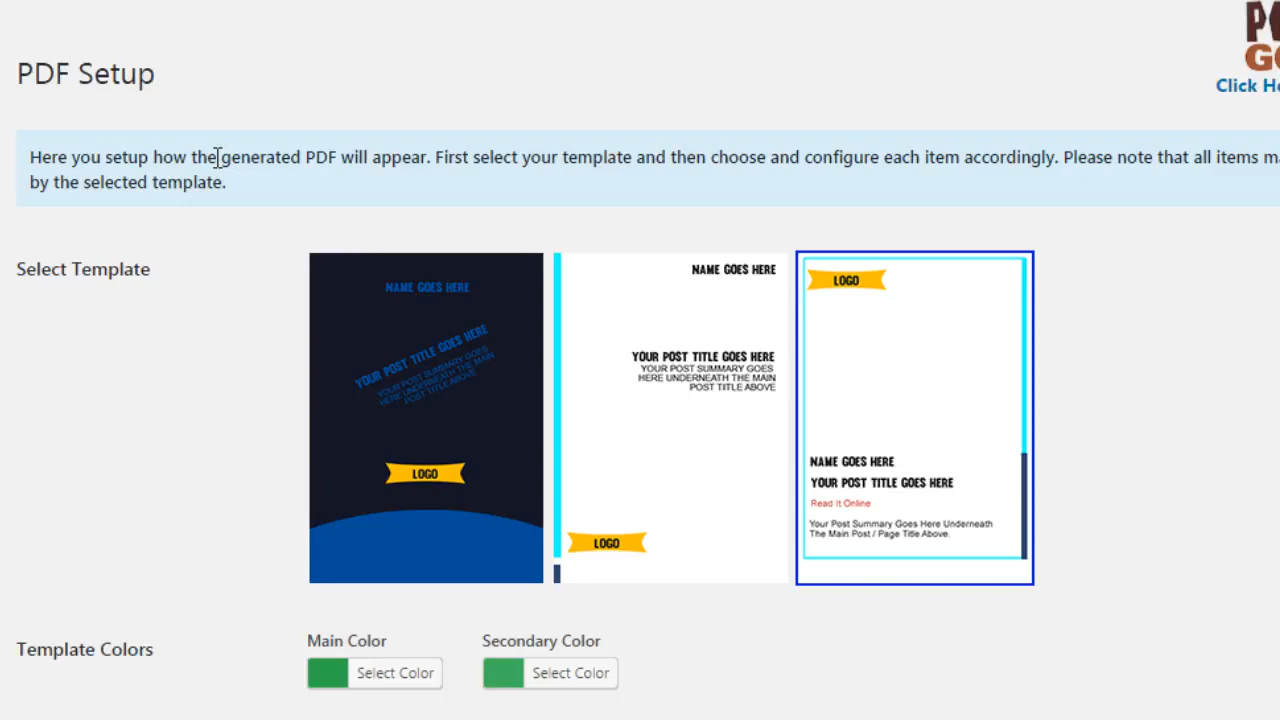 PDF Setup
Click
Here you setup how the generated PDF will appear. First select your template and then choose and configure each item accordingly. Please note that all items
by the selected template.
Select Template
NAME GOES HERE
YOUR POST TITLE GOES HERE
YOUR POST SUMMARY GOES
HERE UNDERNEATH THE MAIN
POST TITLE ABOVE
LOGO
NAME GOES HERE
YOUR POST TITLE GOES HERE
YOUR POST SUMMARY GOES
HERE UNDERNEATH THE MAIN
POST TITLE ABOVE
LOGO
LOGO
NAME GOES HERE
YOUR POST TITLE GOES HERE
Read It Online
Your Post Summary Goes Here Underneath
The Main Post / Page Title Above.
Template Colors
Main Color
Secondary Color
Select Color
Select Color